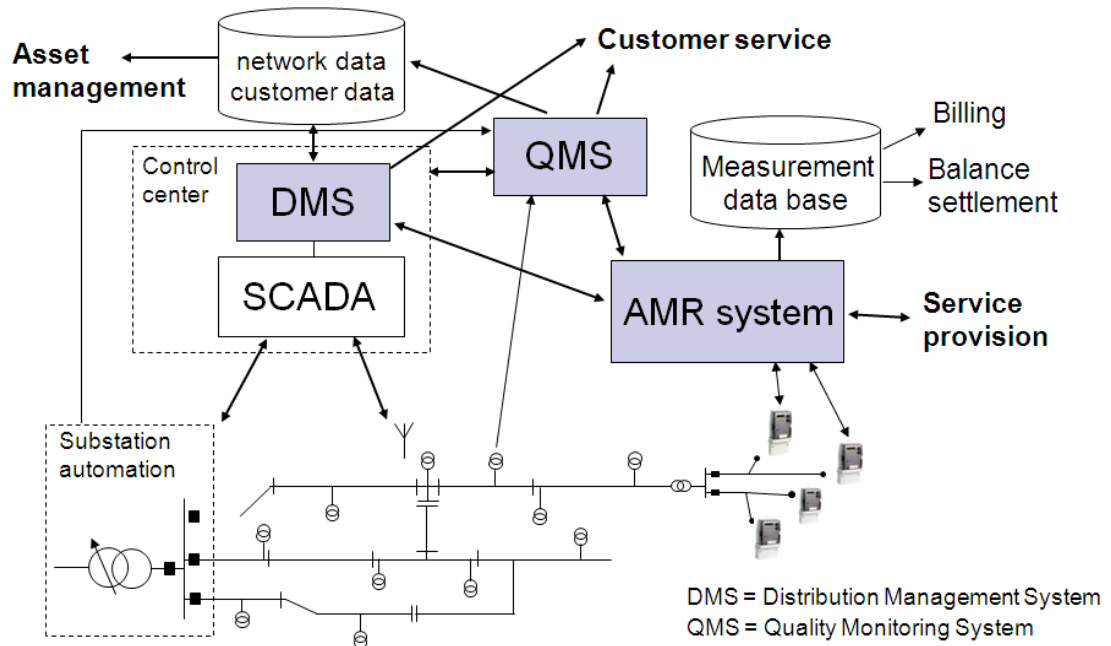 Asset
management
network data
customer data
Customer service
Control
center
QMS
DMS
SCADA
Measurement
data base
Billing
Balance
settlement
AMR system
Service
provision
Substation
automation
DMS = Distribution Management System
QMS = Quality Monitoring System